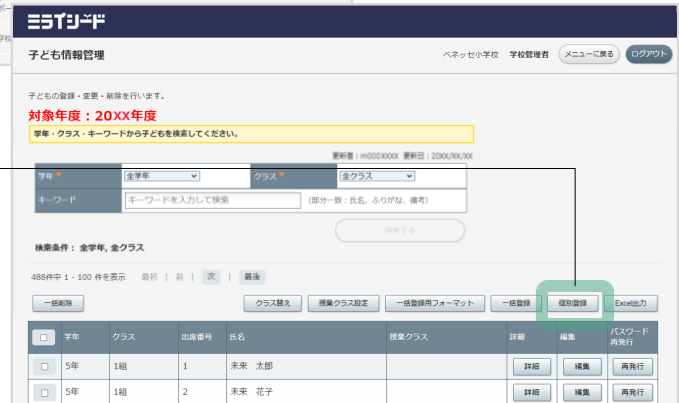 ミライシード
子ども情報管理
ベネッセ小学校 学校管理者 メニューに戻る ログアウト
子どもの登録・変更・削除を行います。
対象年度：20XX年度
学年・クラス・キーワードから子どもを検索してください。
更新者：m000XXXX 更新日：20XX/XX/XX
学年* 全学年 クラス* 全クラス
キーワード キーワードを入力して検索 (部分一致：氏名、ふりがな、備考)
検索する
検索条件： 全学年, 全クラス
488件中 1 - 100 件を表示 最初 | 前 | 次 | 最後
一括削除 クラス替え 授業クラス設定 一括登録用フォーマット 一括登録 個別登録 Excel出力
学年 クラス 出席番号 氏名 授業クラス 詳細 編集 パスワード
再発行
5年 1組 1 未来 太郎 詳細 編集 再発行
5年 1組 2 未来 花子 詳細 編集 再発行